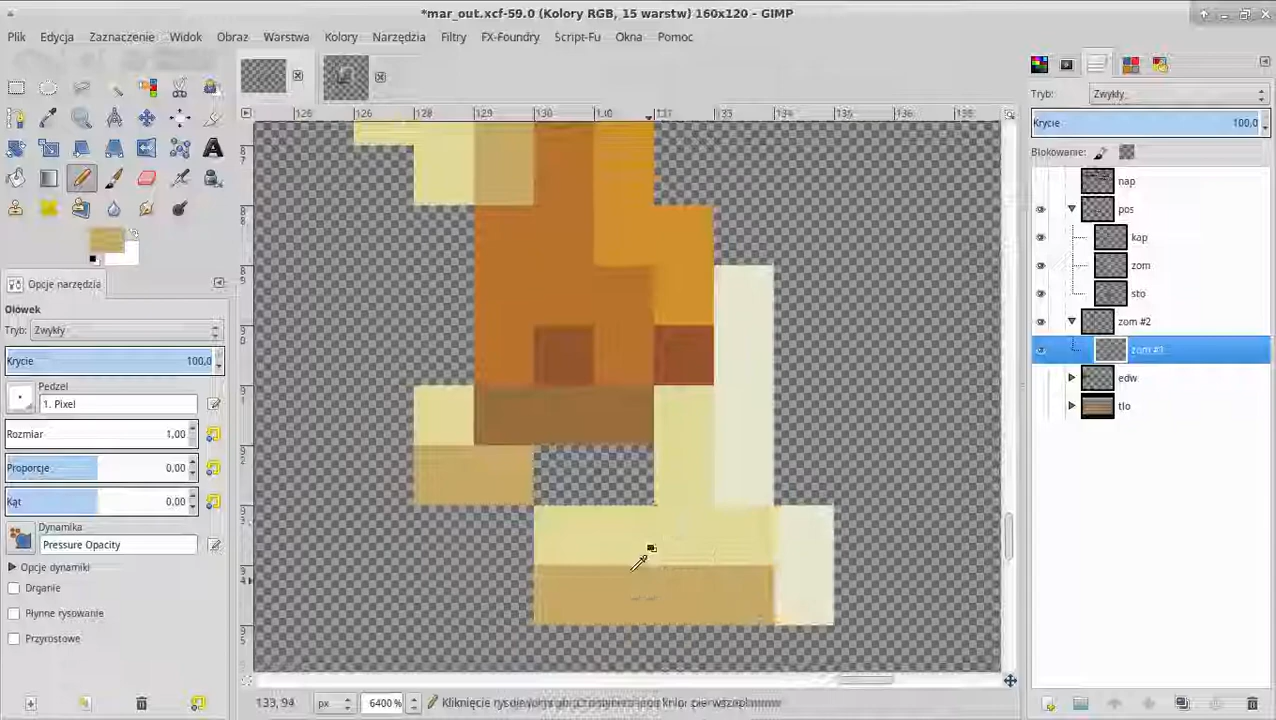 *mar_out.xcf-59.0 (Kolory RGB, 15 warstw) 160x120 – GIMP
Plik Edycja Zaznaczenie Widok Obraz Warstwa Kolory Narzędzia Filtry FX-Foundry Script-Fu Okna Pomoc
Tryb: Zwykły
Krycie 100,0
Blokowanie:
nap
pos
kap
zom
sto
zom #2
zom #1
edw
tlo
Opcje narzędzia
Ołówek
Tryb: Zwykły
Krycie 100,0
Pędzel
1. Pixel
Rozmiar 1,00
Proporcje 0,00
Kąt 0,00
Dynamika
Pressure Opacity
Opcje dynamiki
Drganie
Płynne rysowanie
Przyrostowe
133, 94 px 6400 %